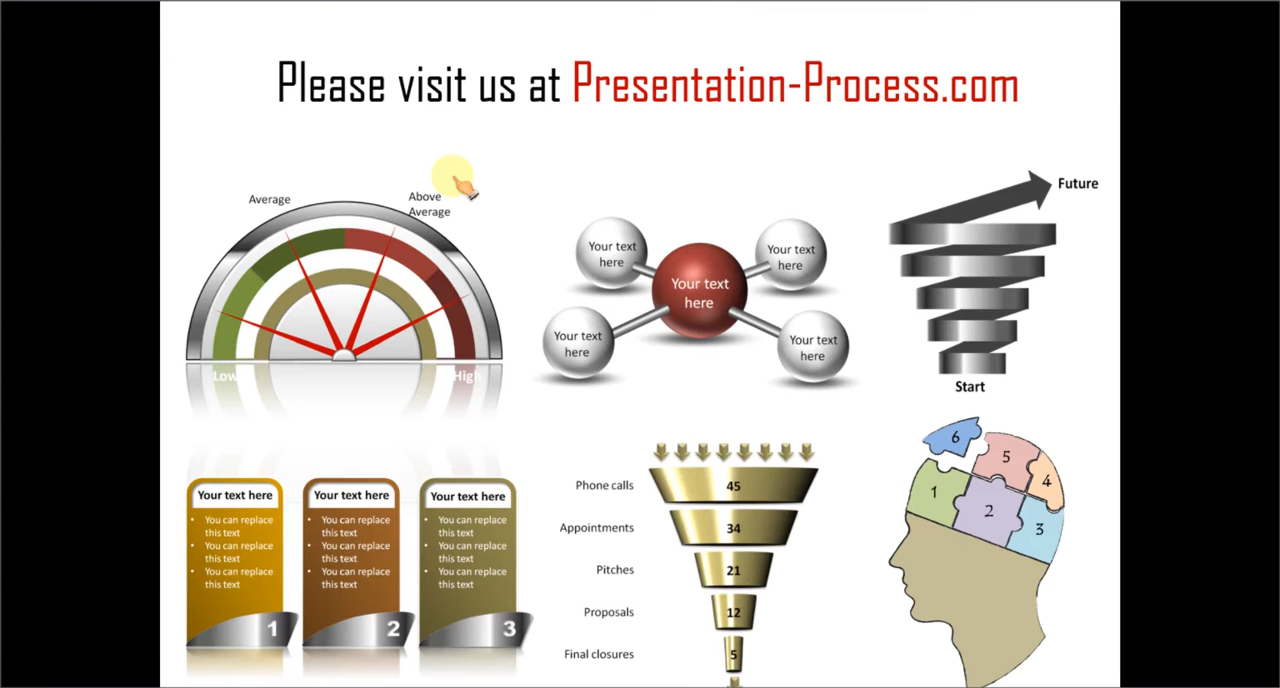 Please visit us at Presentation-Process.com
Average
Above
Average
Low
High
Your text
here
Your text
here
Your text
here
Your text
here
Your text
here
Future
Start
Your text here
• You can replace
this text
• You can replace
this text
• You can replace
this text
1
Your text here
• You can replace
this text
• You can replace
this text
• You can replace
this text
2
Your text here
• You can replace
this text
• You can replace
this text
• You can replace
this text
3
Phone calls 45
Appointments 34
Pitches 21
Proposals 12
Final closures 5
6
5
4
1
2
3